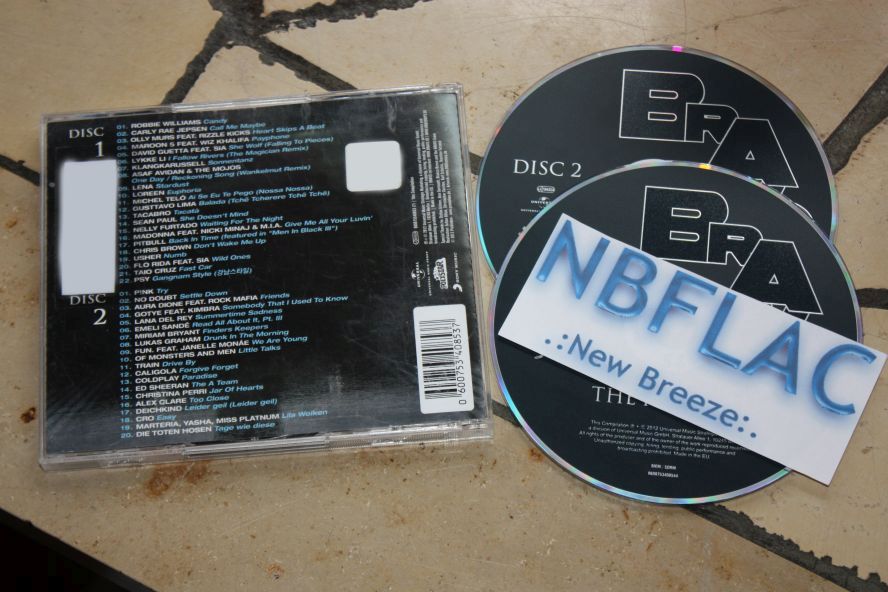 DISC
1
01. ROBBIE WILLIAMS Candy
02. CARLY RAE JEPSEN Call Me Maybe
03. OLLY MURS FEAT. RIZZLE KICKS Heart Skips A Beat
04. MAROON 5 FEAT. WIZ KHALIFA Payphone
05. DAVID GUETTA FEAT. SIA She Wolf (Falling To Pieces)
06. LYKKE LI I Follow Rivers (The Magician Remix)
07. KLANGKARUSSELL Sonnentanz
08. ASAF AVIDAN & THE MOJOS
One Day / Reckoning Song (Wankelmut Remix)
09. LENA Stardust
10. LOREEN Euphoria
11. MICHEL TELÓ Ai Se Eu Te Pego (Nossa Nossa)
12. GUSTTAVO LIMA Balada (Tchê Tcherere Tchê Tchê)
13. TACABRO Tacatà
14. SEAN PAUL She Doesn't Mind
15. NELLY FURTADO Waiting For The Night
16. MADONNA FEAT. NICKI MINAJ & M.I.A. Give Me All Your Luvin'
17. PITBULL Back In Time (featured in "Men In Black III")
18. CHRIS BROWN Don't Wake Me Up
19. USHER Numb
20. FLO RIDA FEAT. SIA Wild Ones
21. TAIO CRUZ Fast Car
22. PSY Gangnam Style (강남스타일)
DISC
2
01. P!NK Try
02. NO DOUBT Settle Down
03. AURA DIONE FEAT. ROCK MAFIA Friends
04. GOTYE FEAT. KIMBRA Somebody That I Used To Know
05. LANA DEL REY Summertime Sadness
06. EMELI SANDÉ Read All About It, Pt. III
07. MIRIAM BRYANT Finders Keepers
08. LUKAS GRAHAM Drunk In The Morning
09. FUN. FEAT. JANELLE MONÁE We Are Young
10. OF MONSTERS AND MEN Little Talks
11. TRAIN Drive By
12. CALIGOLA Forgive Forget
13. COLDPLAY Paradise
14. ED SHEERAN The A Team
15. CHRISTINA PERRI Jar Of Hearts
16. ALEX CLARE Too Close
17. DEICHKIND Leider geil (Leider geil)
18. CRO Easy
19. MARTERIA, YASHA, MISS PLATNUM Lila Wolken
20. DIE TOTEN HOSEN Tage wie diese
SONY MUSIC
0 600753 408537
BRA
DISC 2
BRA
NBFLAC
.:New Breeze:.
THE